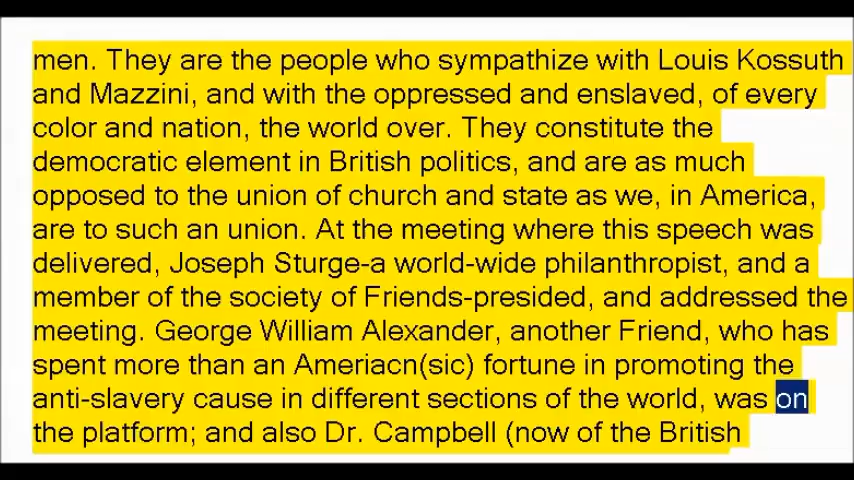 men. They are the people who sympathize with Louis Kossuth
and Mazzini, and with the oppressed and enslaved, of every
color and nation, the world over. They constitute the
democratic element in British politics, and are as much
opposed to the union of church and state as we, in America,
are to such an union. At the meeting where this speech was
delivered, Joseph Sturge-a world-wide philanthropist, and a
member of the society of Friends-presided, and addressed the
meeting. George William Alexander, another Friend, who has
spent more than an Ameriacn(sic) fortune in promoting the
anti-slavery cause in different sections of the world, was on
the platform; and also Dr. Campbell (now of the British